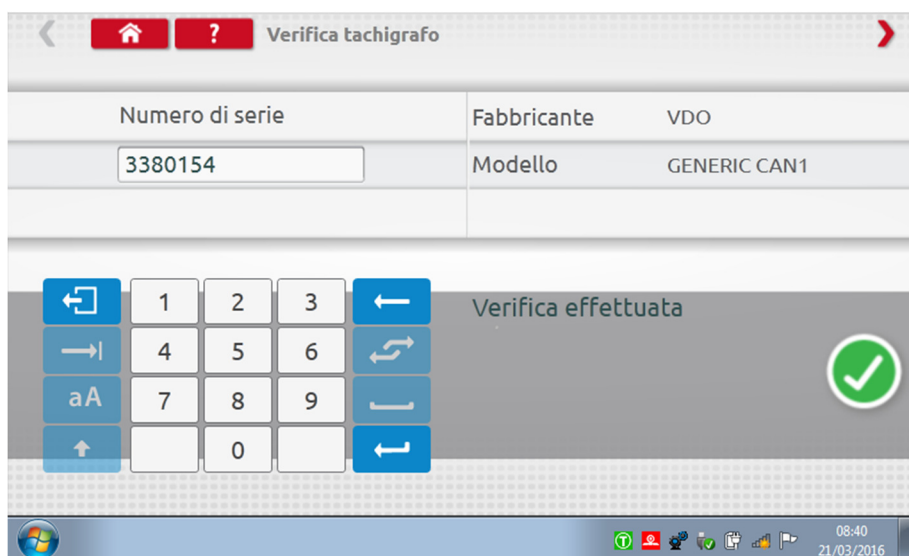 ? Verifica tachigrafo
Numero di serie
Fabbricante VDO
3380154
Modello GENERIC CAN1
1 2 3
Verifica effettuata
4 5 6
aA 7 8 9
0
08:40
21/03/2016